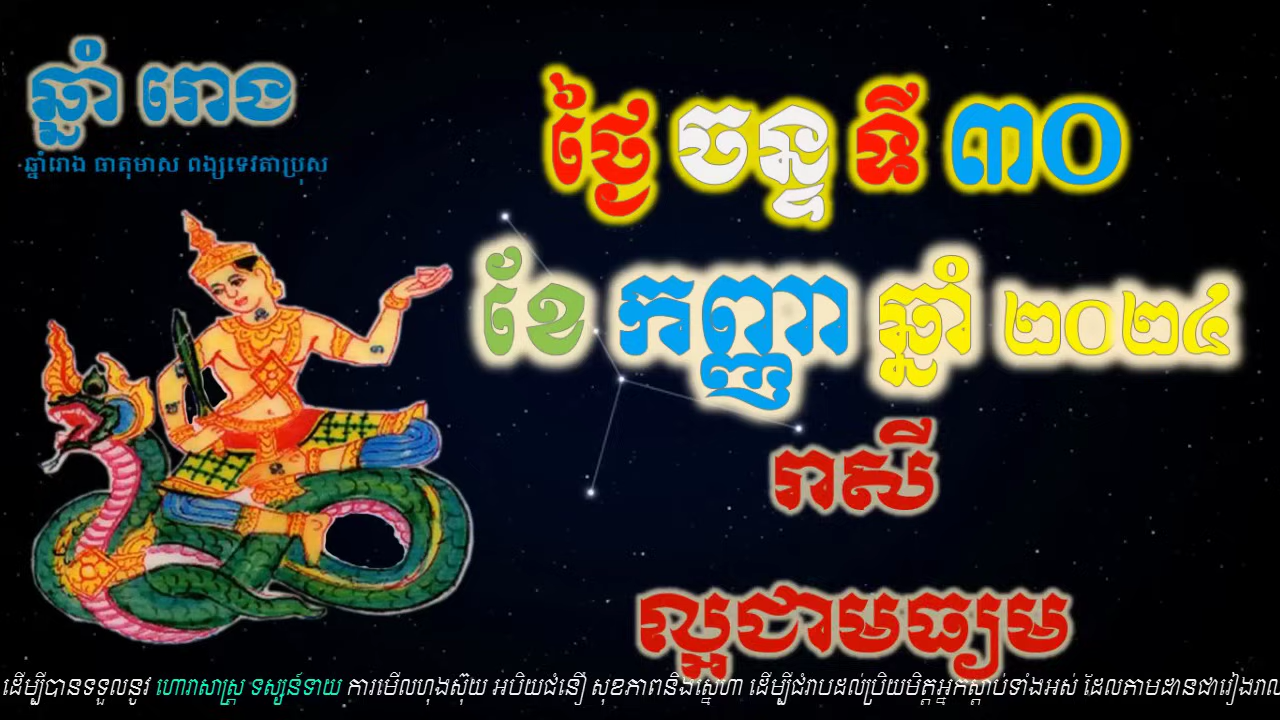 ឆ្នាំ រោង
ឆ្នាំរោង ធាតុមាស ពង្សទេវតាប្រុស
ថ្ងៃ ចន្ទ ទី ៣០
ខែ កញ្ញា ឆ្នាំ ២០២៤
រាសី
ល្អជាមធ្យម
ដើម្បីបានទទួលនូវ ហោរាសាស្ត្រ ទស្សន៍ទាយ ការមើលហុងស៊ុយ អបិយជំនឿ សុខភាពនិងស្នេហា ដើម្បីជំរាបដល់ប្រិយមិត្តអ្នកស្ដាប់ទាំងអស់ ដែលតាមដានជារៀងរាល់